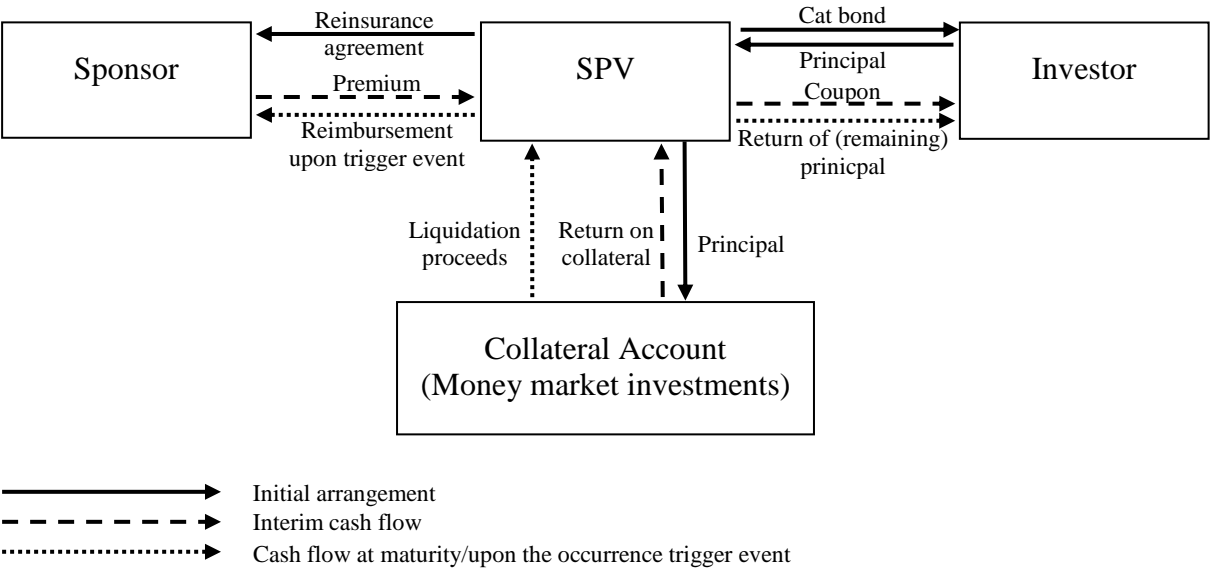 Reinsurance
agreement
Sponsor
Premium
Reimbursement
upon trigger event
SPV
Cat bond
Principal
Coupon
Return of (remaining)
prinicpal
Investor
Liquidation
proceeds
Return on
collateral
Principal
Collateral Account
(Money market investments)
Initial arrangement
Interim cash flow
Cash flow at maturity/upon the occurrence trigger event